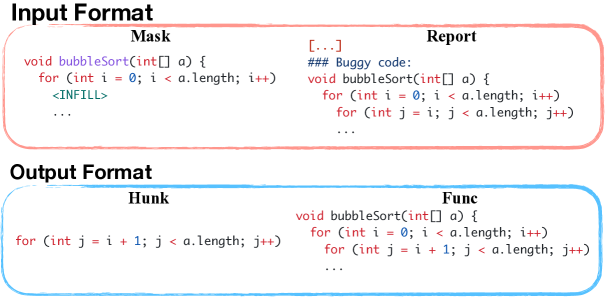 Input Format
Mask
void bubbleSort(int[] a) {
for (int i = 0; i < a.length; i++)
<INFILL>
...
Report
[...]
### Buggy code:
void bubbleSort(int[] a) {
for (int i = 0; i < a.length; i++)
for (int j = i; j < a.length; j++)
...
Output Format
Hunk
for (int j = i + 1; j < a.length; j++)
Func
void bubbleSort(int[] a) {
for (int i = 0; i < a.length; i++)
for (int j = i + 1; j < a.length; j++)
...